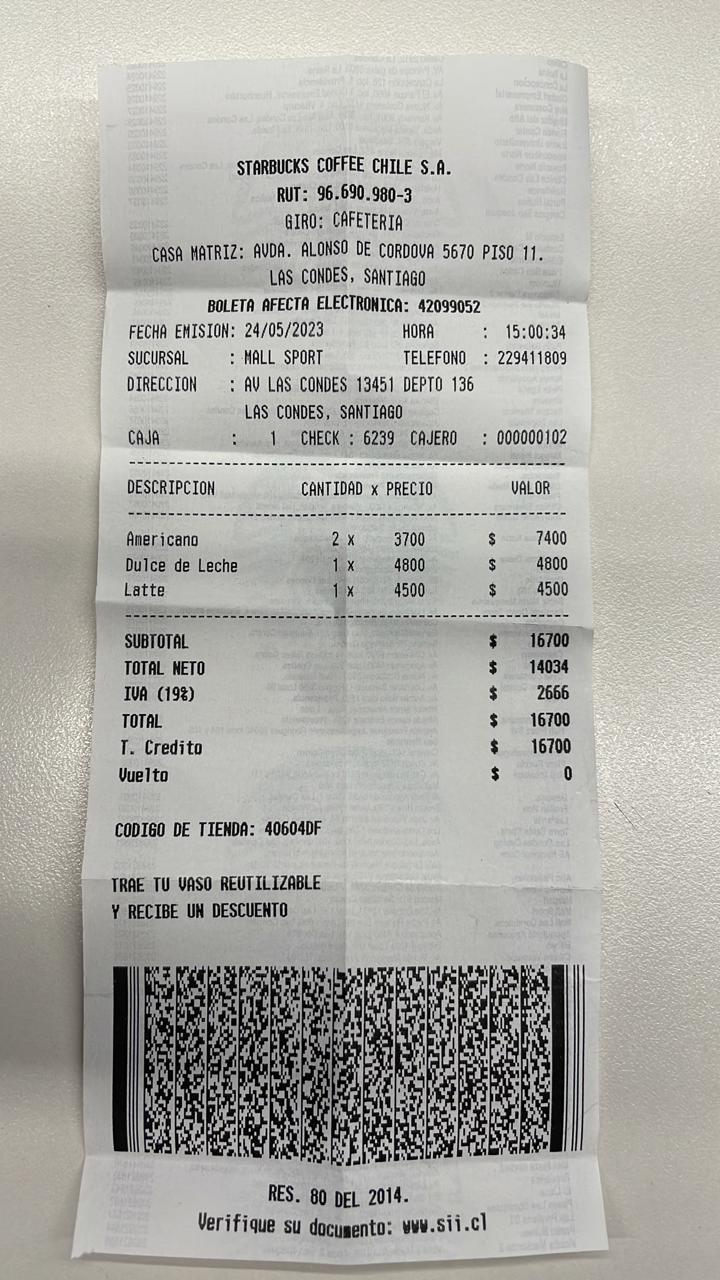 STARBUCKS COFFEE CHILE S.A.
RUT: 96.690.980-3
GIRO: CAFETERIA
CASA MATRIZ: AVDA. ALONSO DE CORDOVA 5670 PISO 11.
LAS CONDES, SANTIAGO
BOLETA AFECTA ELECTRONICA: 42099052
FECHA EMISION: 24/05/2023 HORA : 15:00:34
SUCURSAL : MALL SPORT TELEFONO : 229411809
DIRECCION : AV LAS CONDES 13451 DEPTO 136
LAS CONDES, SANTIAGO
CAJA : 1 CHECK : 6239 CAJERO : 000000102
DESCRIPCION CANTIDAD x PRECIO VALOR
Americano 2 x 3700 $ 7400
Dulce de Leche 1 x 4800 $ 4800
Latte 1 x 4500 $ 4500
SUBTOTAL $ 16700
TOTAL NETO $ 14034
IVA (19%) $ 2666
TOTAL $ 16700
T. Credito $ 16700
Vuelto $ 0
CODIGO DE TIENDA: 40604DF
TRAE TU VASO REUTILIZABLE
Y RECIBE UN DESCUENTO
RES. 80 DEL 2014.
Verifique su documento: www.sii.cl